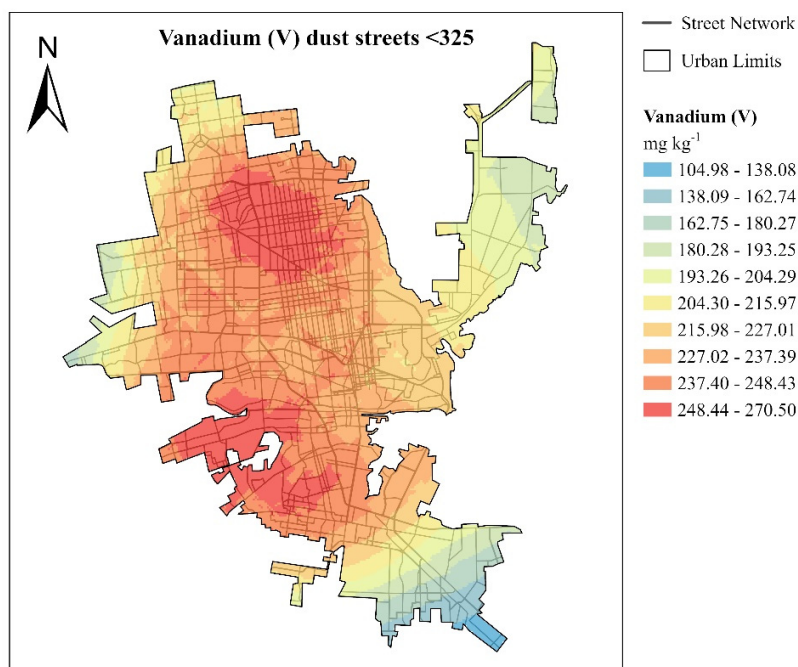 N
Vanadium (V) dust streets <325
Street Network
Urban Limits
Vanadium (V)
mg kg⁻¹
104.98 - 138.08
138.09 - 162.74
162.75 - 180.27
180.28 - 193.25
193.26 - 204.29
204.30 - 215.97
215.98 - 227.01
227.02 - 237.39
237.40 - 248.43
248.44 - 270.50